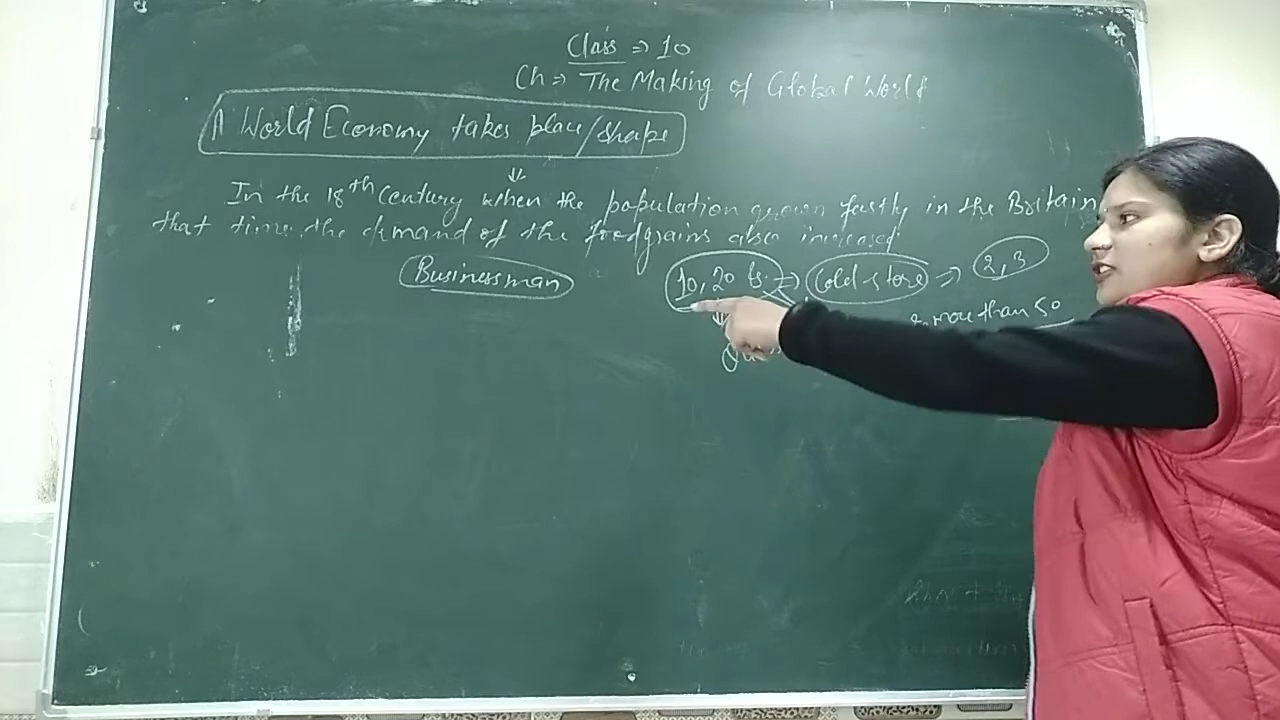 Class => 10
Ch => The Making of Global World
A World Economy takes place/shape
In the 18th Century when the population grown fastly in the Britain
that time, the demand of the foodgrains also increased
Businessman 10, 20 => Cold store => 2, 3
more than 50